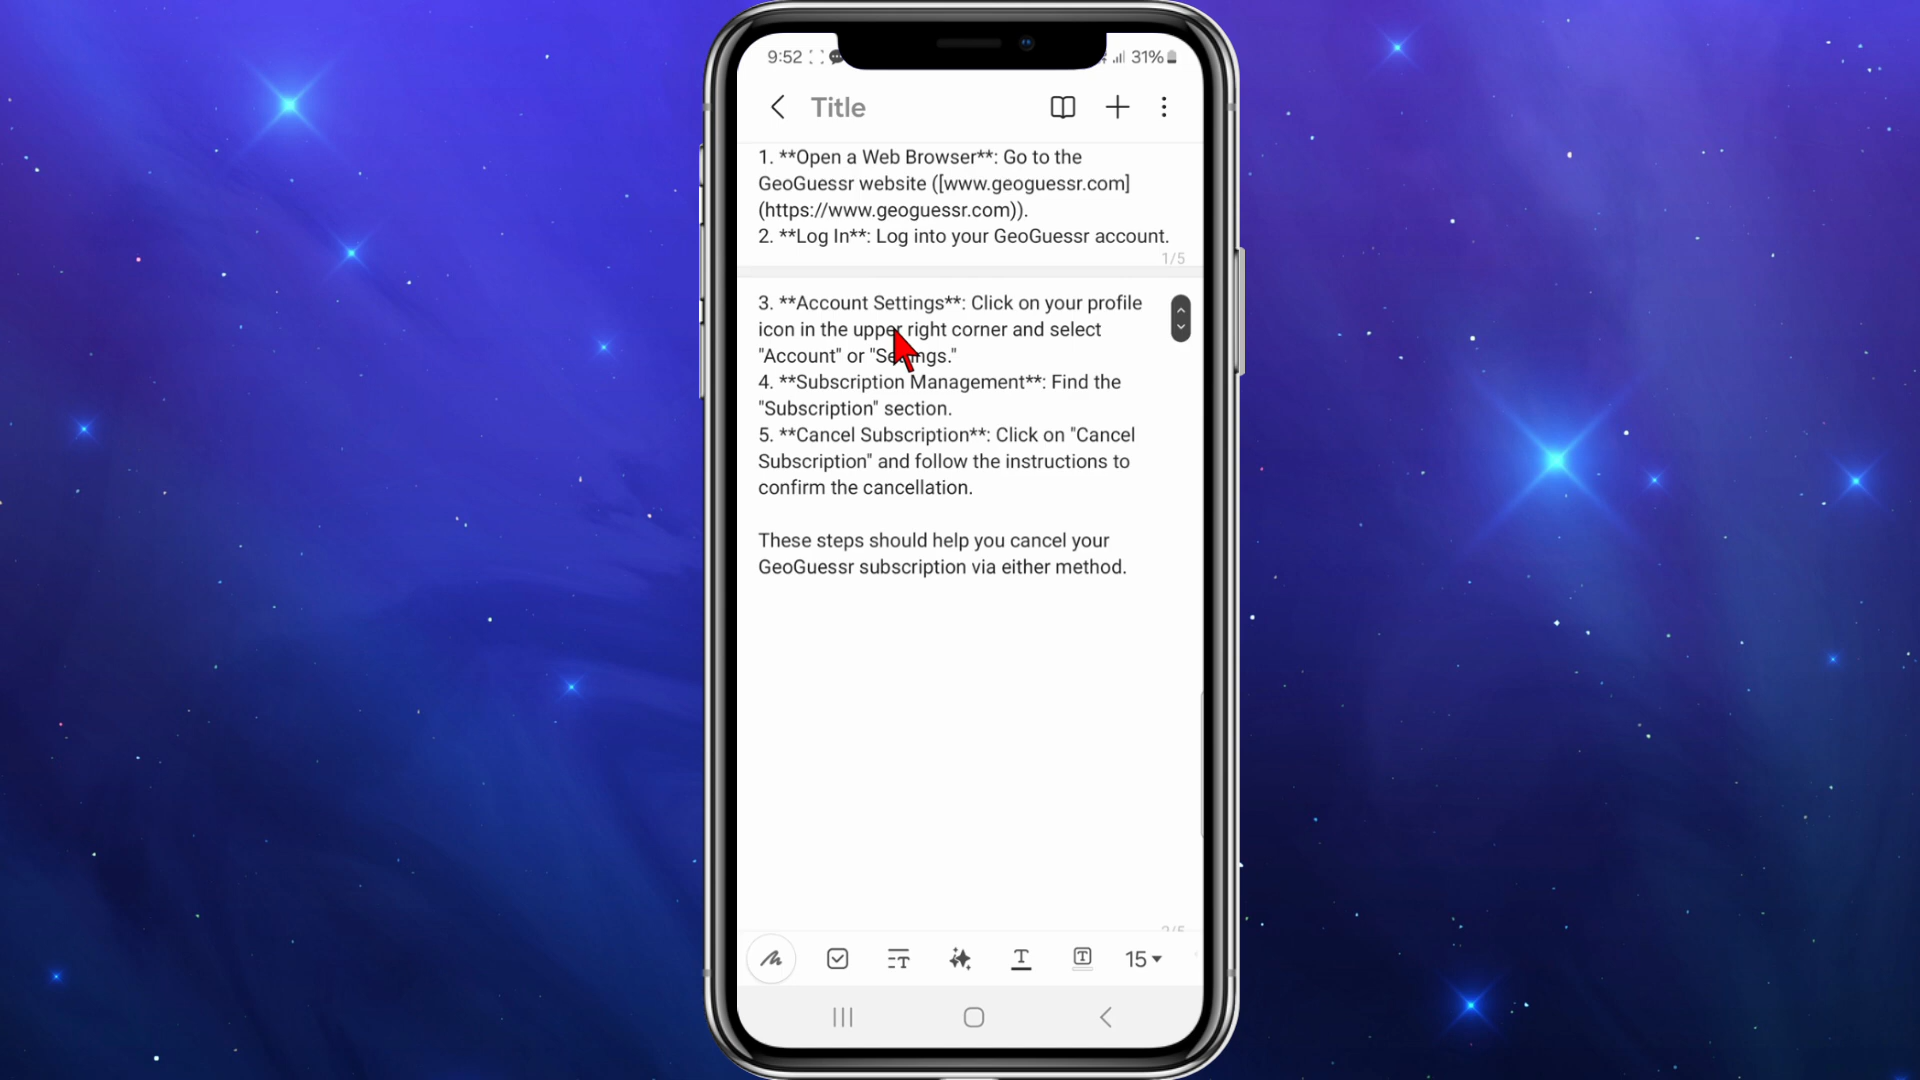 9:52
31%
Title
1. **Open a Web Browser**: Go to the
GeoGuessr website ([www.geoguessr.com]
(https://www.geoguessr.com)).
2. **Log In**: Log into your GeoGuessr account.
1/5
3. **Account Settings**: Click on your profile
icon in the upper right corner and select
"Account" or "Settings."
4. **Subscription Management**: Find the
"Subscription" section.
5. **Cancel Subscription**: Click on "Cancel
Subscription" and follow the instructions to
confirm the cancellation.
These steps should help you cancel your
GeoGuessr subscription via either method.
2/5
15